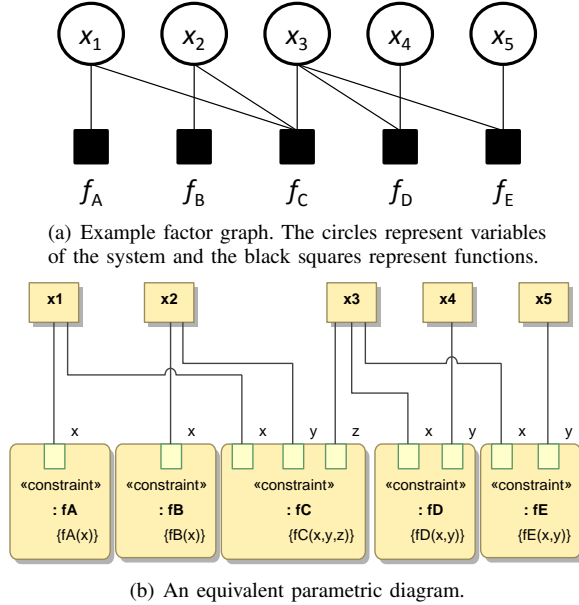 x1 x2 x3 x4 x5
fA fB fC fD fE
(a) Example factor graph. The circles represent variables
of the system and the black squares represent functions.
x1 x2 x3 x4 x5
x x x y z x y x y
«constraint» «constraint» «constraint» «constraint» «constraint»
: fA : fB : fC : fD : fE
{fA(x)} {fB(x)} {fC(x,y,z)} {fD(x,y)} {fE(x,y)}
(b) An equivalent parametric diagram.